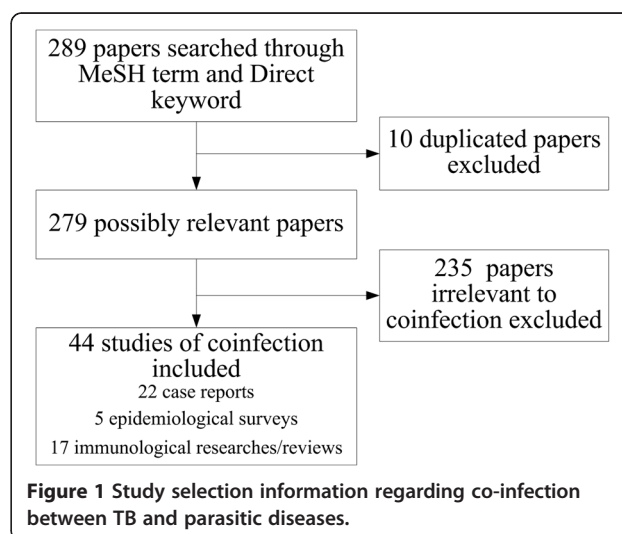 289 papers searched through
MeSH term and Direct
keyword
10 duplicated papers
excluded
279 possibly relevant papers
235 papers
irrelevant to
coinfection excluded
44 studies of coinfection
included
22 case reports
5 epidemiological surveys
17 immunological researches/reviews
Figure 1 Study selection information regarding co-infection
between TB and parasitic diseases.